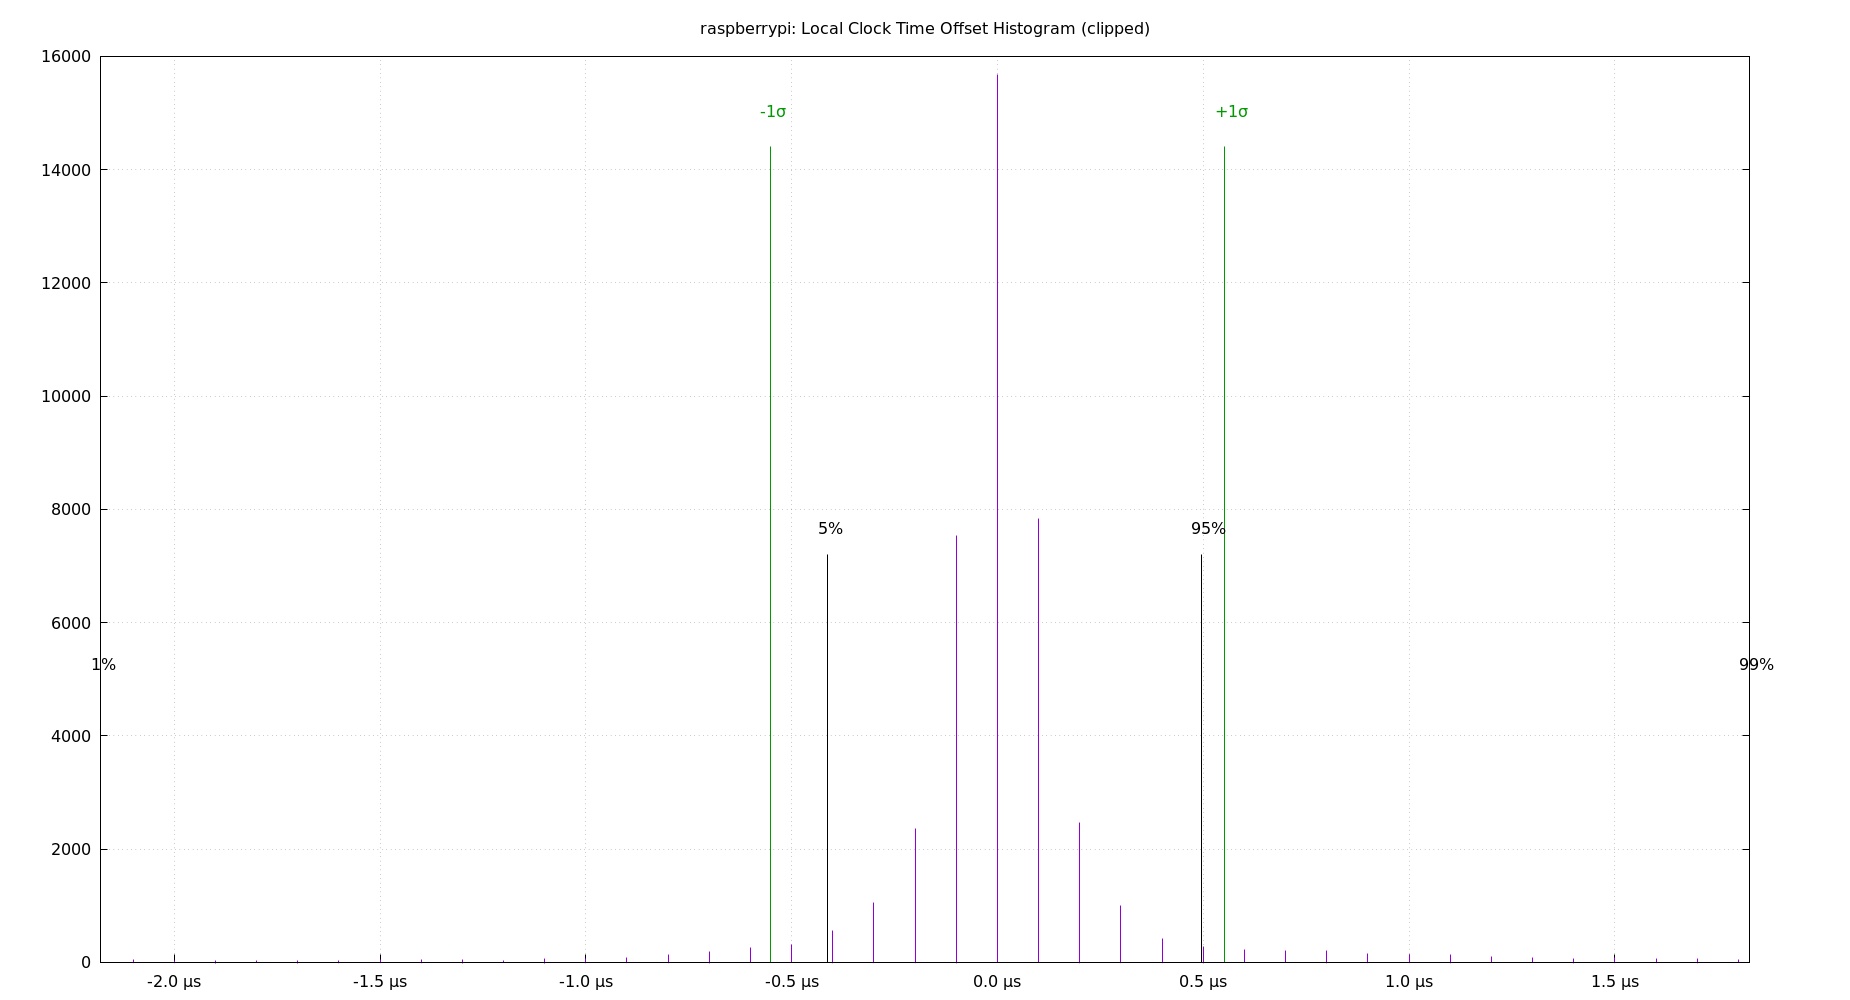 raspberrypi: Local Clock Time Offset Histogram (clipped)
16000
-1σ
+1σ
14000
12000
10000
8000
5%
95%
6000
1%
99%
4000
2000
0
-2.0 µs
-1.5 µs
-1.0 µs
-0.5 µs
0.0 µs
0.5 µs
1.0 µs
1.5 µs